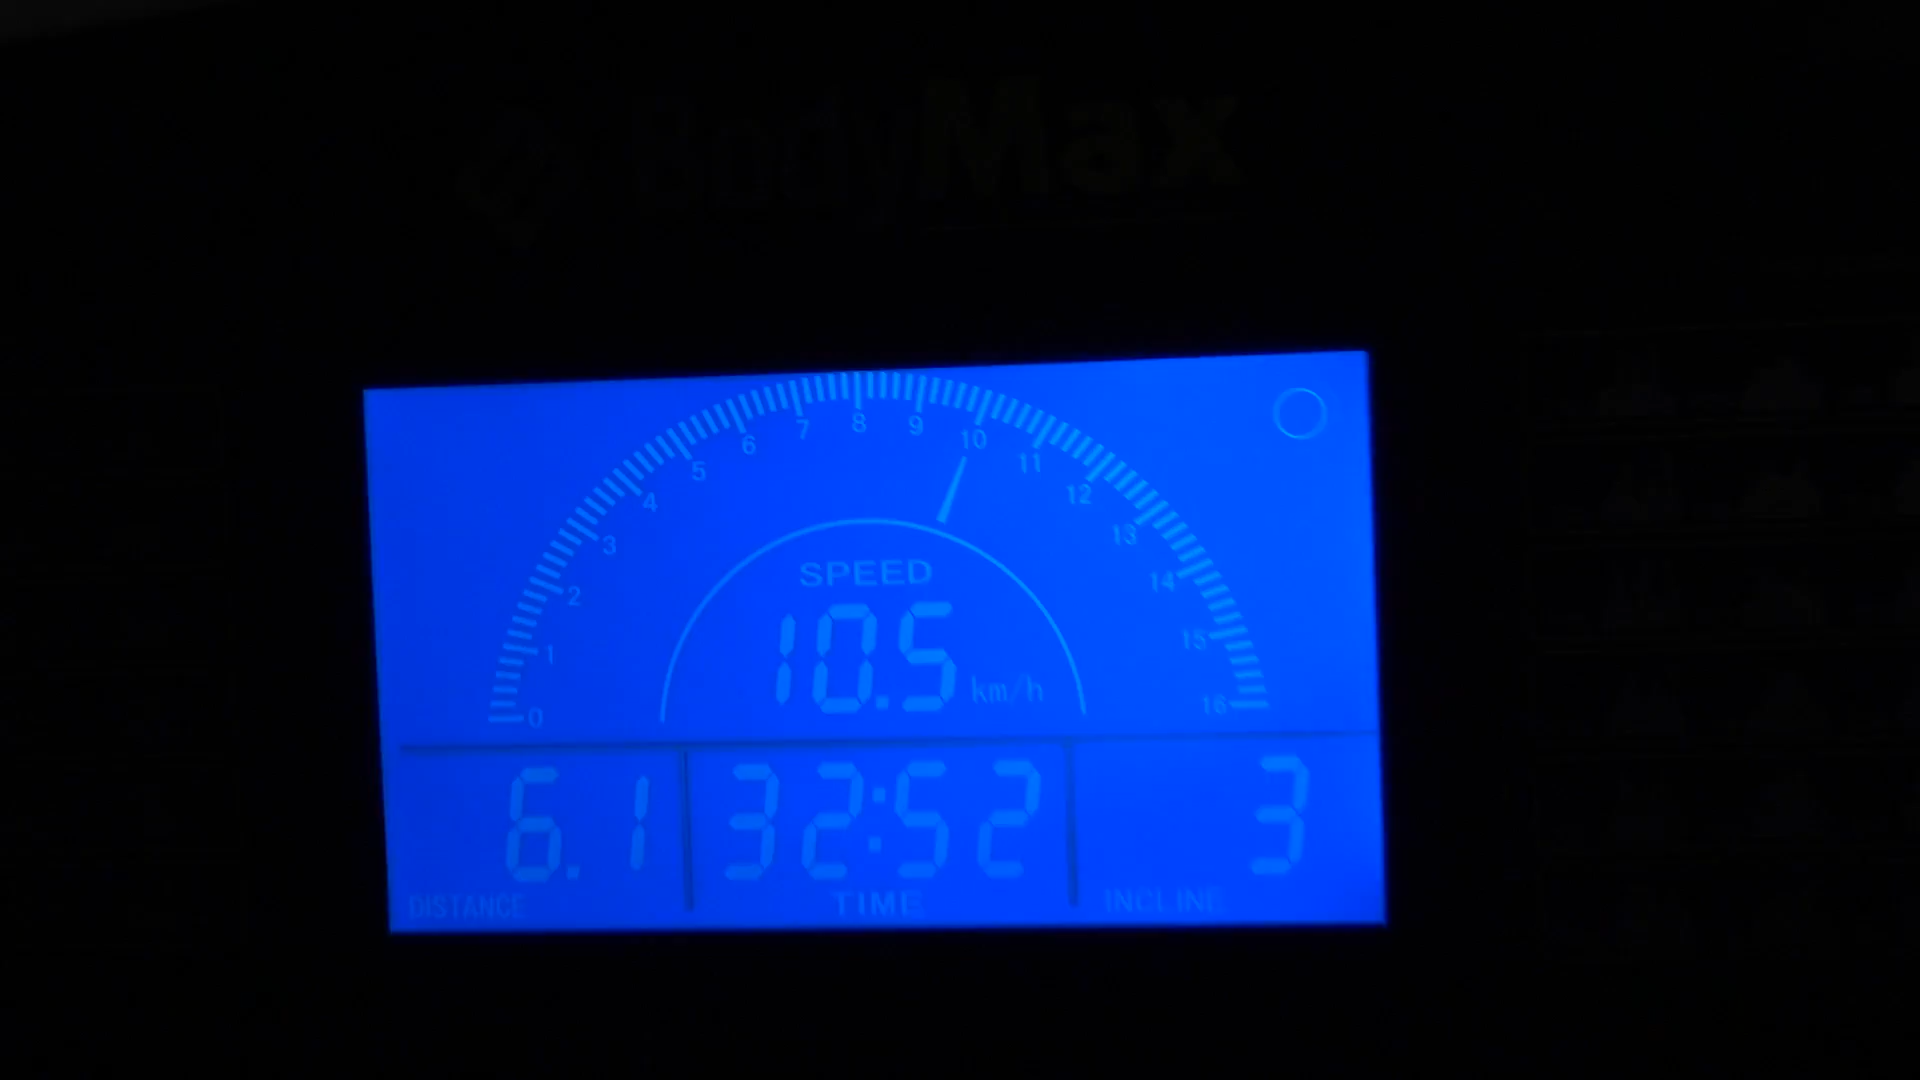 BodyMax
0 1 2 3 4 5 6 7 8 9 10 11 12 13 14 15 16
SPEED
10.5 km/h
6.1 32:52 3
DISTANCE TIME INCLINE